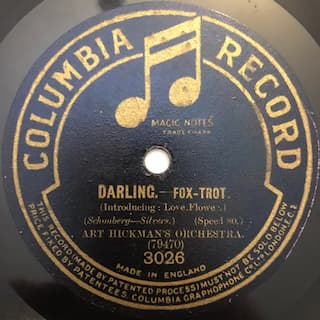 COLUMBIA RECORD
MAGIC NOTES
TRADE MARK
DARLING.—FOX-TROT
(Introducing: Love Flower.)
(Schonberg—Silvers.) (Speed 80.)
ART HICKMAN'S ORCHESTRA.
(79470)
3026
MADE IN ENGLAND
THIS RECORD (MADE BY PATENTED PROCESS) MUST NOT BE SOLD BELOW
PRICE FIXED BY PATENTEES. COLUMBIA GRAPHOPHONE Co. LTD LONDON. E.C.2